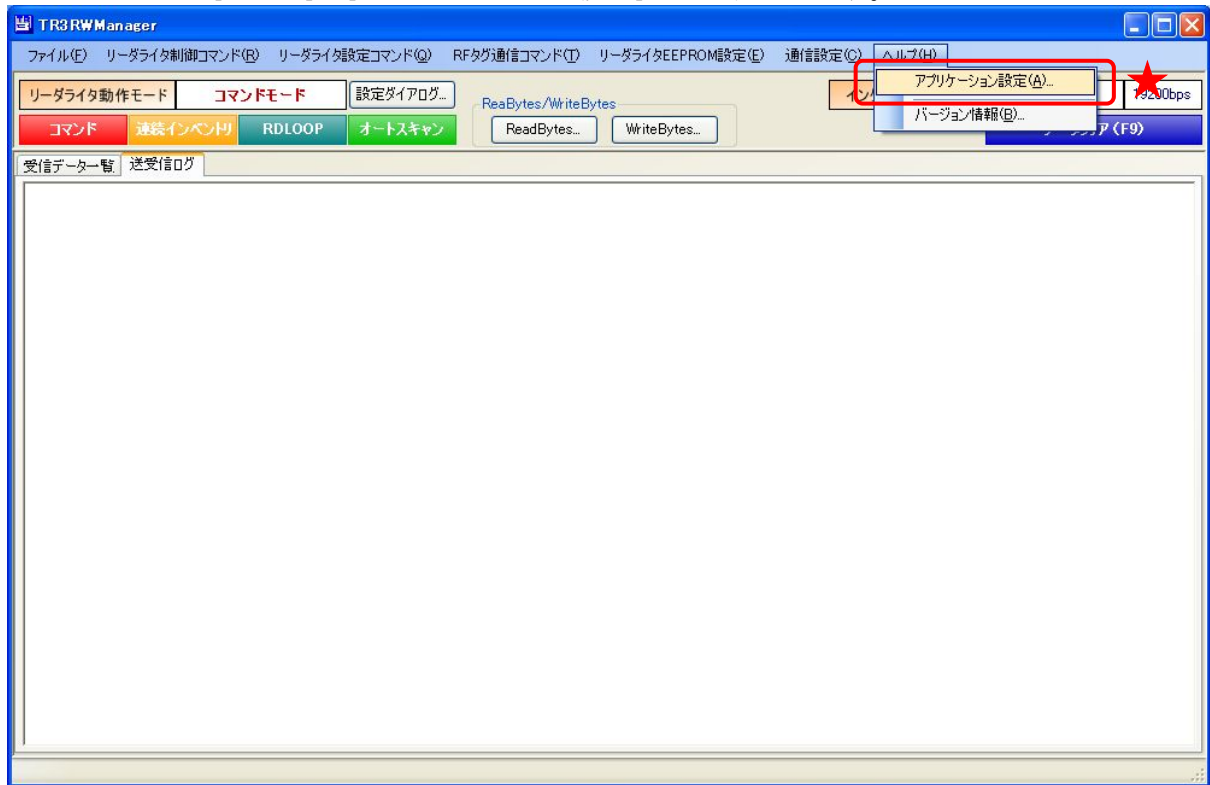 TR3RWManager
ファイル(F) リーダライタ制御コマンド(R) リーダライタ設定コマンド(Q) RFタグ通信コマンド(T) リーダライタEEPROM設定(E) 通信設定(C) ヘルプ(H)
アプリケーション設定(A)...
バージョン情報(B)...
リーダライタ動作モード コマンドモード 設定ダイアログ... ReaBytes/WriteBytes 19200bps
コマンド 連続インベントリ RDLOOP オートスキャン ReadBytes... WriteBytes... (F9)
受信データ一覧 送受信ログ